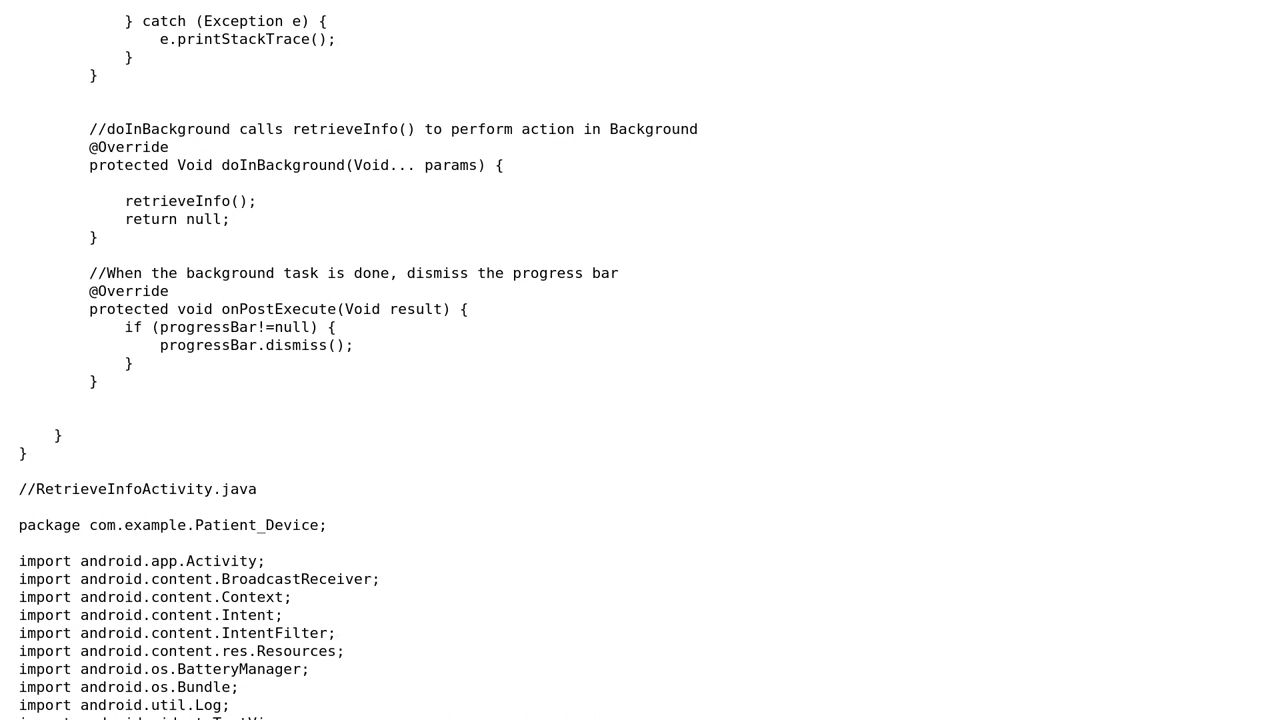 } catch (Exception e) {
e.printStackTrace();
}
}
//doInBackground calls retrieveInfo() to perform action in Background
@Override
protected Void doInBackground(Void... params) {
retrieveInfo();
return null;
}
//When the background task is done, dismiss the progress bar
@Override
protected void onPostExecute(Void result) {
if (progressBar!=null) {
progressBar.dismiss();
}
}
}
}
//RetrieveInfoActivity.java
package com.example.Patient_Device;
import android.app.Activity;
import android.content.BroadcastReceiver;
import android.content.Context;
import android.content.Intent;
import android.content.IntentFilter;
import android.content.res.Resources;
import android.os.BatteryManager;
import android.os.Bundle;
import android.util.Log;